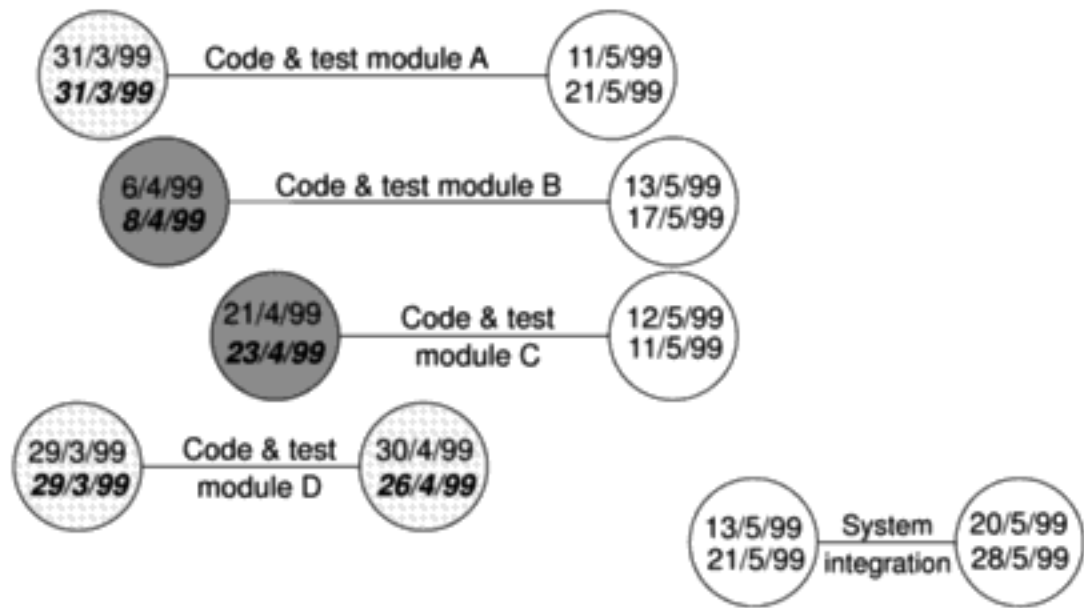 31/3/99
31/3/99
Code & test module A
11/5/99
21/5/99
6/4/99
8/4/99
Code & test module B
13/5/99
17/5/99
21/4/99
23/4/99
Code & test
module C
12/5/99
11/5/99
29/3/99
29/3/99
Code & test
module D
30/4/99
26/4/99
13/5/99
21/5/99
System
integration
20/5/99
28/5/99